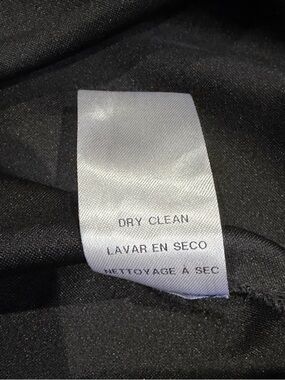 DRY CLEAN
LAVAR EN SECO
NETTOYAGE À SEC